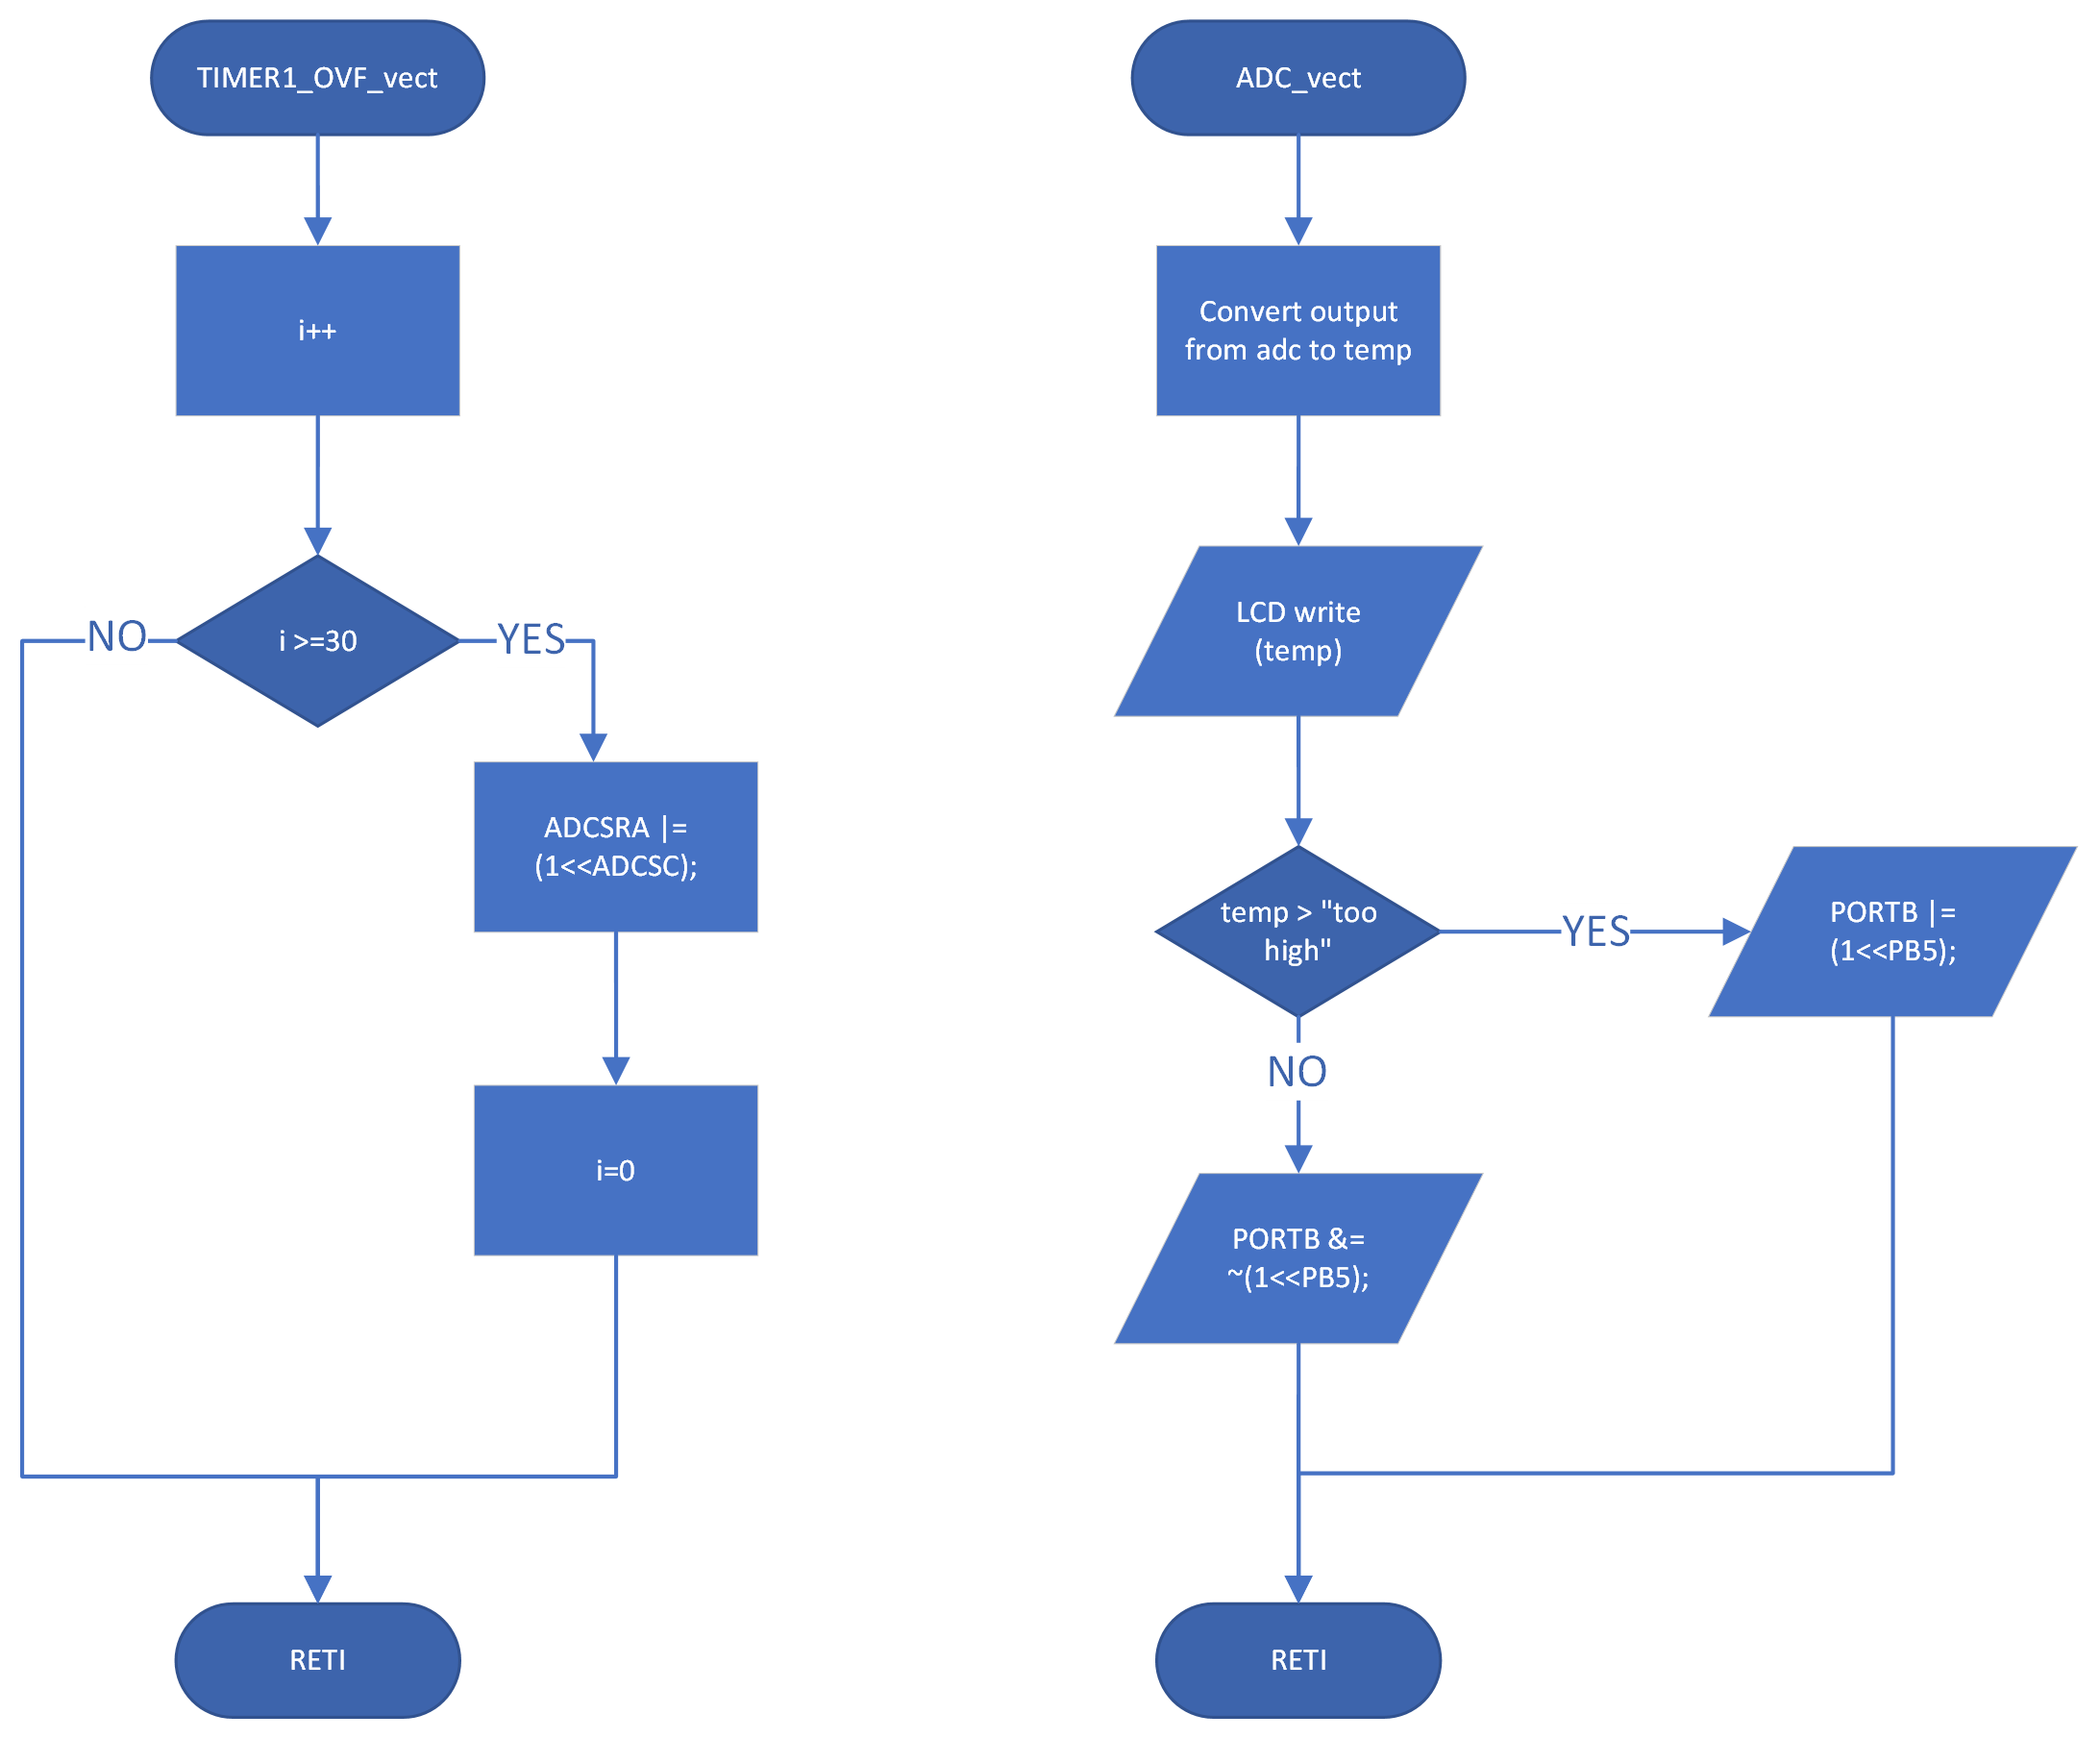 TIMER1_OVF_vect
i++
i >=30
NO
YES
ADCSRA |=
(1<<ADCSC);
i=0
RETI
ADC_vect
Convert output
from adc to temp
LCD write
(temp)
temp > "too
high"
YES
PORTB |=
(1<<PB5);
NO
PORTB &=
~(1<<PB5);
RETI